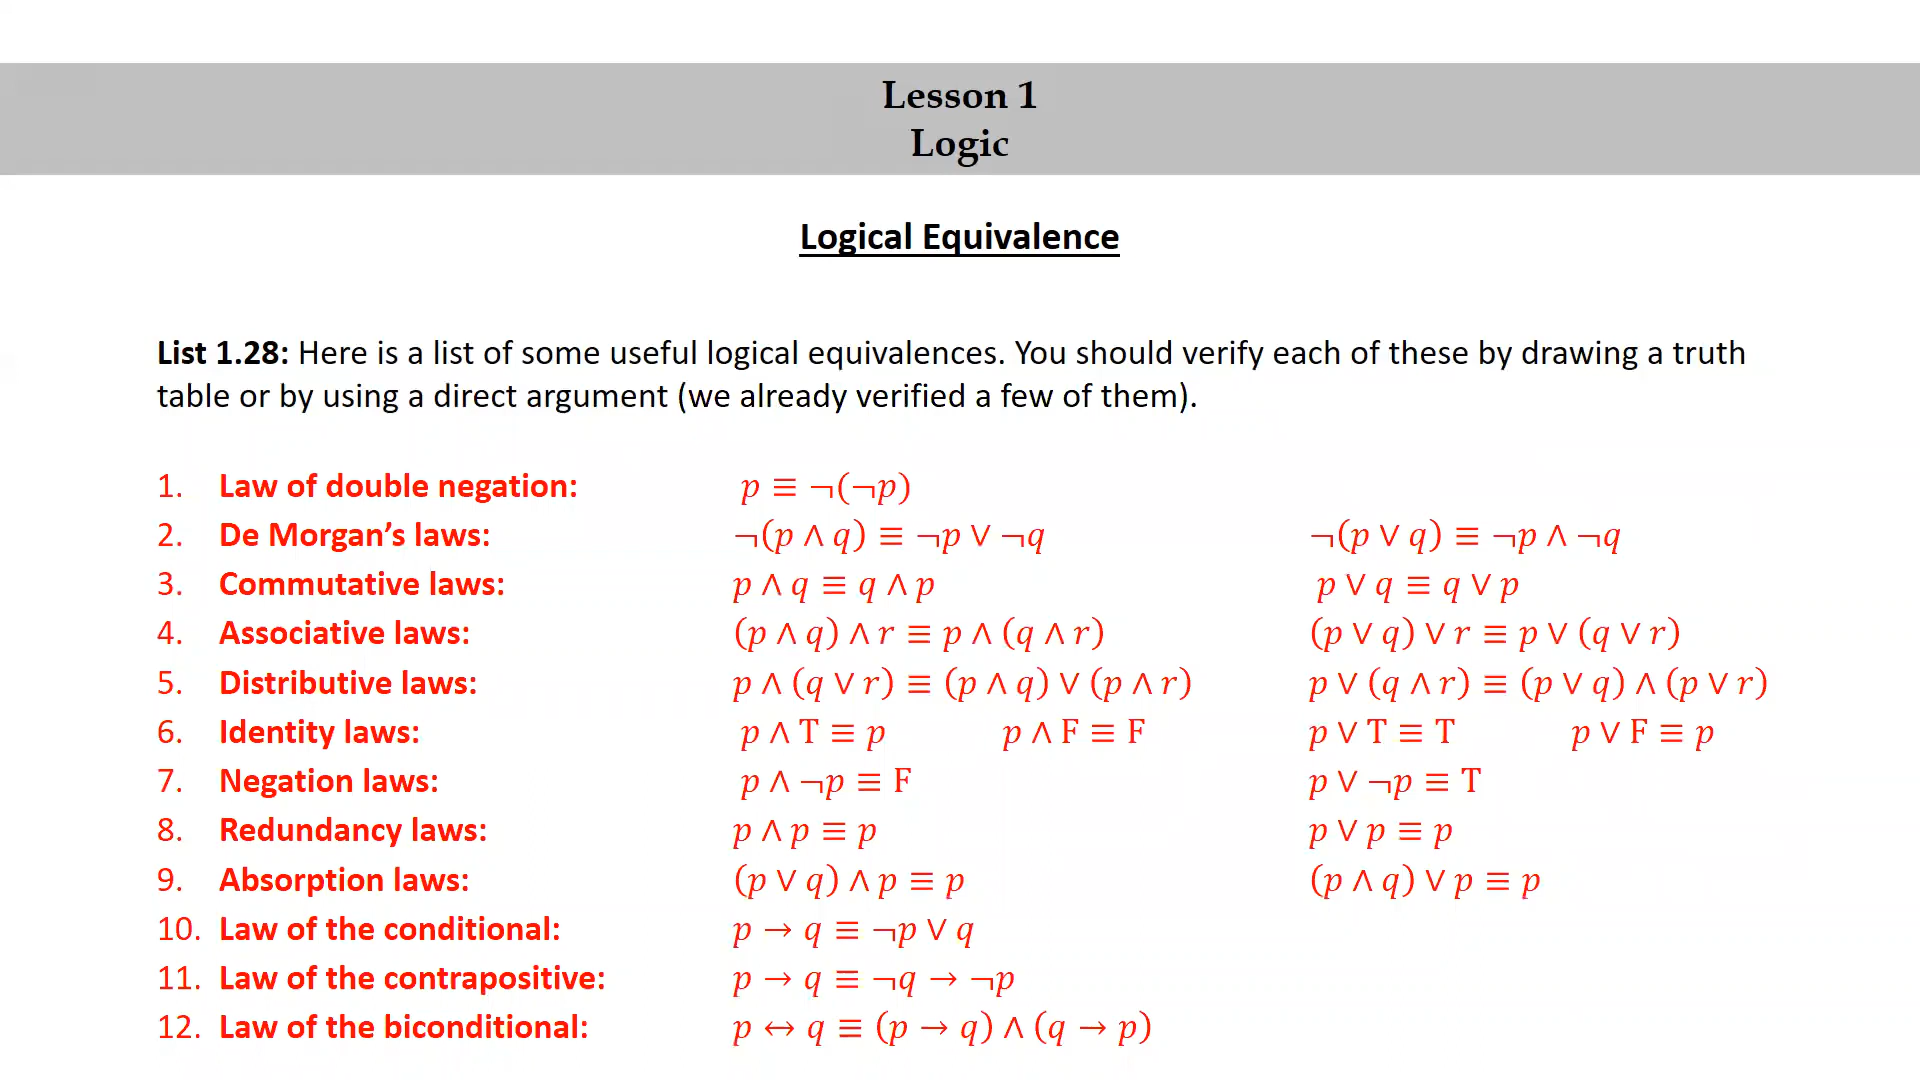 Lesson 1
Logic
Logical Equivalence
List 1.28: Here is a list of some useful logical equivalences. You should verify each of these by drawing a truth
table or by using a direct argument (we already verified a few of them).
1. Law of double negation: p ≡ ¬(¬p)
2. De Morgan’s laws: ¬(p ∧ q) ≡ ¬p ∨ ¬q ¬(p ∨ q) ≡ ¬p ∧ ¬q
3. Commutative laws: p ∧ q ≡ q ∧ p p ∨ q ≡ q ∨ p
4. Associative laws: (p ∧ q) ∧ r ≡ p ∧ (q ∧ r) (p ∨ q) ∨ r ≡ p ∨ (q ∨ r)
5. Distributive laws: p ∧ (q ∨ r) ≡ (p ∧ q) ∨ (p ∧ r) p ∨ (q ∧ r) ≡ (p ∨ q) ∧ (p ∨ r)
6. Identity laws: p ∧ T ≡ p p ∧ F ≡ F p ∨ T ≡ T p ∨ F ≡ p
7. Negation laws: p ∧ ¬p ≡ F p ∨ ¬p ≡ T
8. Redundancy laws: p ∧ p ≡ p p ∨ p ≡ p
9. Absorption laws: (p ∨ q) ∧ p ≡ p (p ∧ q) ∨ p ≡ p
10. Law of the conditional: p → q ≡ ¬p ∨ q
11. Law of the contrapositive: p → q ≡ ¬q → ¬p
12. Law of the biconditional: p ↔ q ≡ (p → q) ∧ (q → p)